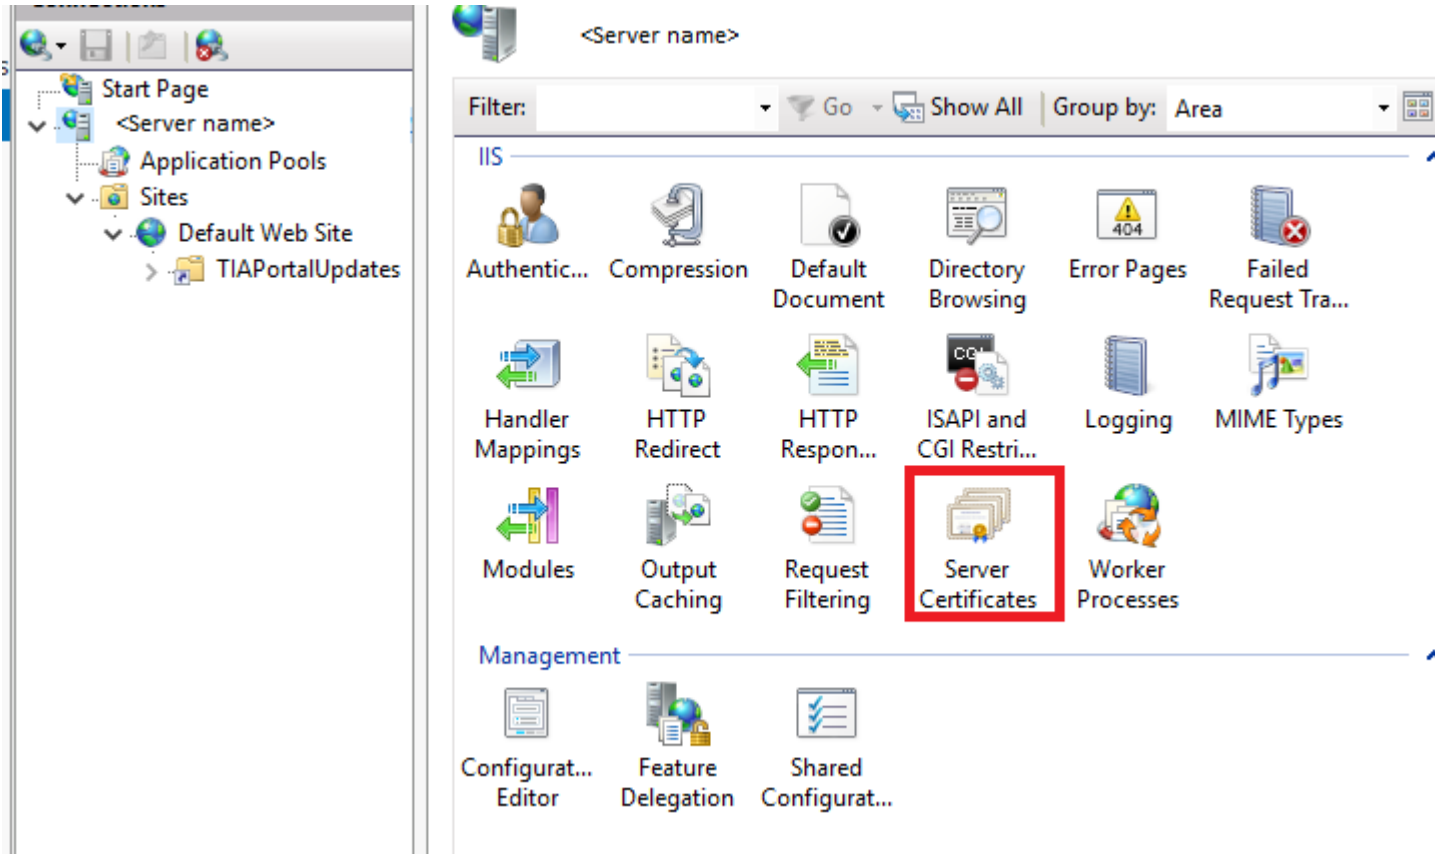 <Server name>
Start Page
<Server name>
Application Pools
Sites
Default Web Site
TIAPortalUpdates
Filter:
Go
Show All
Group by:
Area
IIS
Authentic...
Compression
Default
Document
Directory
Browsing
Error Pages
404
Failed
Request Tra...
Handler
Mappings
HTTP
Redirect
HTTP
Respon...
ISAPI and
CGI Restri...
Logging
MIME Types
Modules
Output
Caching
Request
Filtering
Server
Certificates
Worker
Processes
Management
Configurat...
Editor
Feature
Delegation
Shared
Configurat...